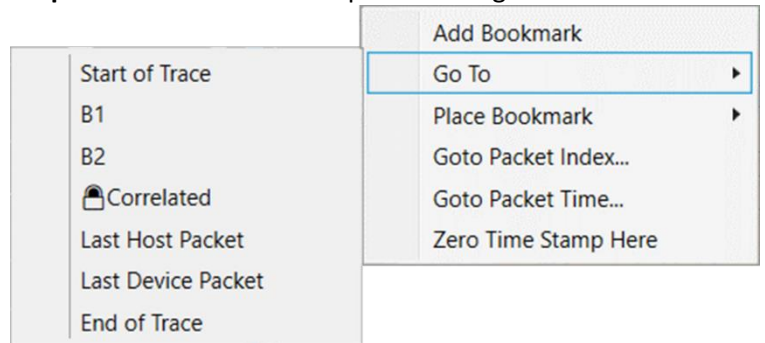 Add Bookmark
Go To
Place Bookmark
Goto Packet Index...
Goto Packet Time...
Zero Time Stamp Here
Start of Trace
B1
B2
Correlated
Last Host Packet
Last Device Packet
End of Trace